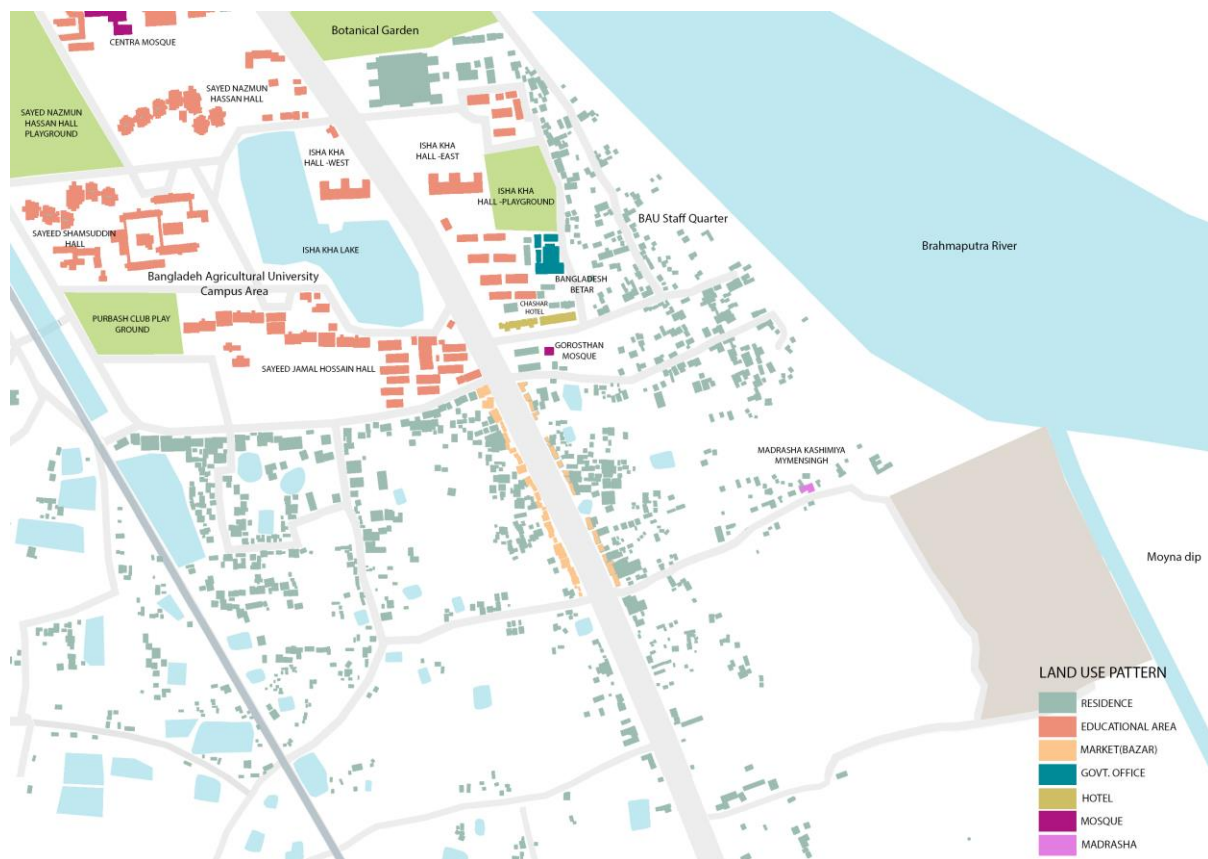 Botanical Garden
CENTRA MOSQUE
SAYED NAZMUN
HASSAN HALL
SAYED NAZMUN
HASSAN HALL
PLAYGROUND
ISHA KHA
HALL -WEST
ISHA KHA
HALL -EAST
ISHA KHA
HALL -PLAYGROUND
BAU Staff Quarter
Brahmaputra River
SAYEED SHAMSUDDIN
HALL
ISHA KHA LAKE
Bangladeh Agricultural University
Campus Area
BANGLADESH
BETAR
CHASHAR
HOTEL
PURBASH CLUB PLAY
GROUND
GOROSTHAN
MOSQUE
SAYEED JAMAL HOSSAIN HALL
MADRASHA KASHIMIYA
MYMENSINGH
Moyna dip
LAND USE PATTERN
RESIDENCE
EDUCATIONAL AREA
MARKET(BAZAR)
GOVT. OFFICE
HOTEL
MOSQUE
MADRASHA